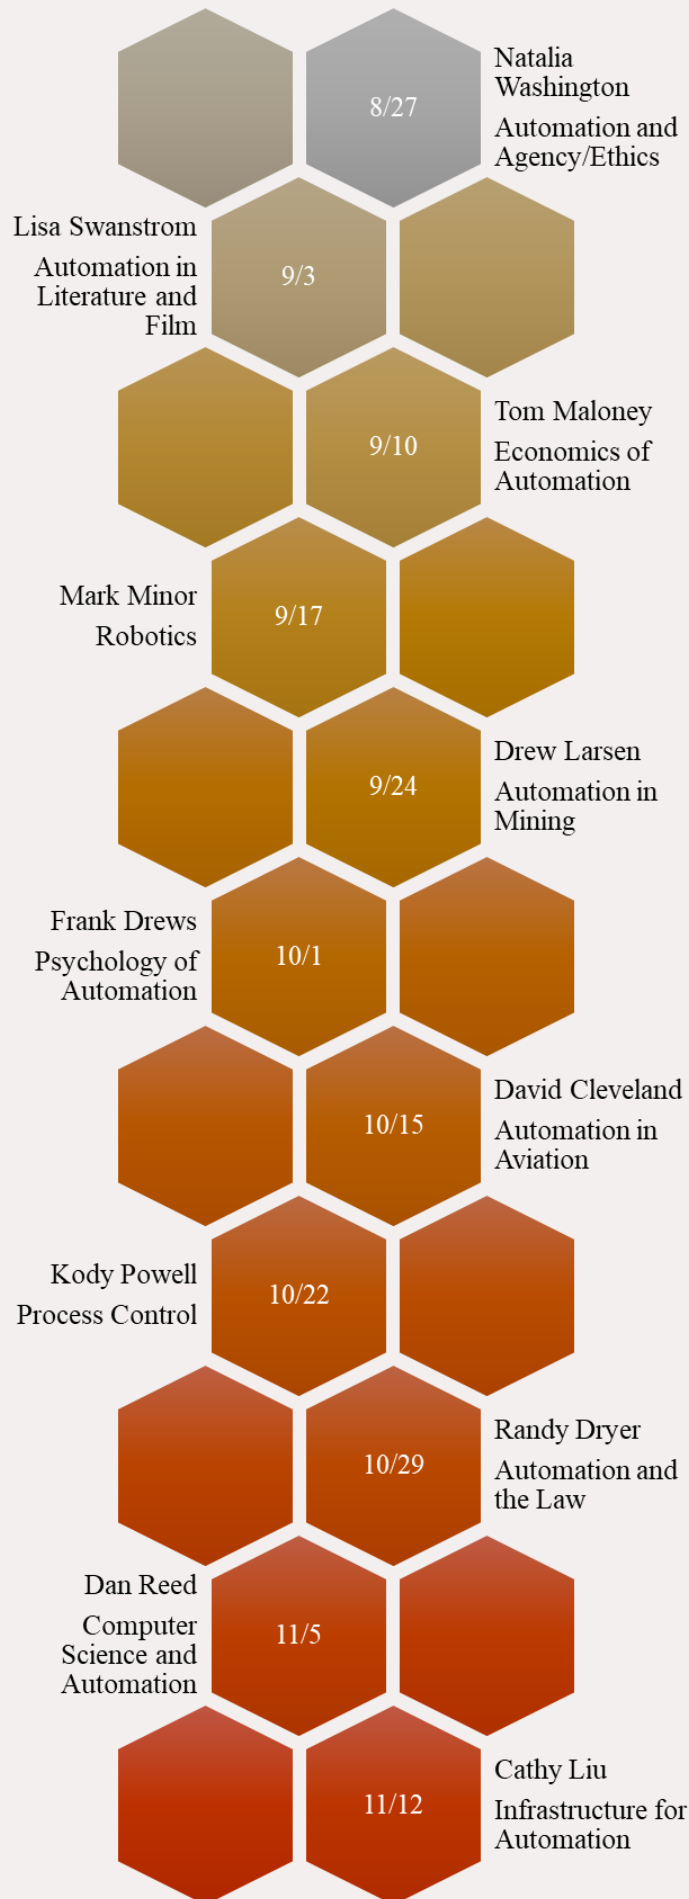 8/27
Natalia
Washington
Automation and
Agency/Ethics
Lisa Swanstrom
Automation in
Literature and
Film
9/3
9/10
Tom Maloney
Economics of
Automation
Mark Minor
Robotics
9/17
9/24
Drew Larsen
Automation in
Mining
Frank Drews
Psychology of
Automation
10/1
10/15
David Cleveland
Automation in
Aviation
Kody Powell
Process Control
10/22
10/29
Randy Dryer
Automation and
the Law
Dan Reed
Computer
Science and
Automation
11/5
11/12
Cathy Liu
Infrastructure for
Automation